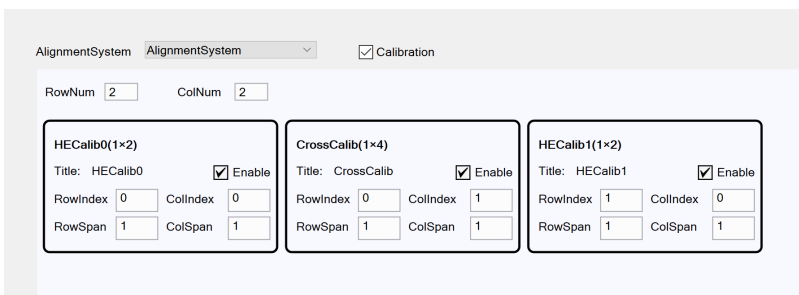 AlignmentSystem AlignmentSystem Calibration
RowNum 2 ColNum 2
HECalib0(1×2)
Title: HECalib0 Enable
RowIndex 0 ColIndex 0
RowSpan 1 ColSpan 1
CrossCalib(1×4)
Title: CrossCalib Enable
RowIndex 0 ColIndex 1
RowSpan 1 ColSpan 1
HECalib1(1×2)
Title: HECalib1 Enable
RowIndex 1 ColIndex 0
RowSpan 1 ColSpan 1